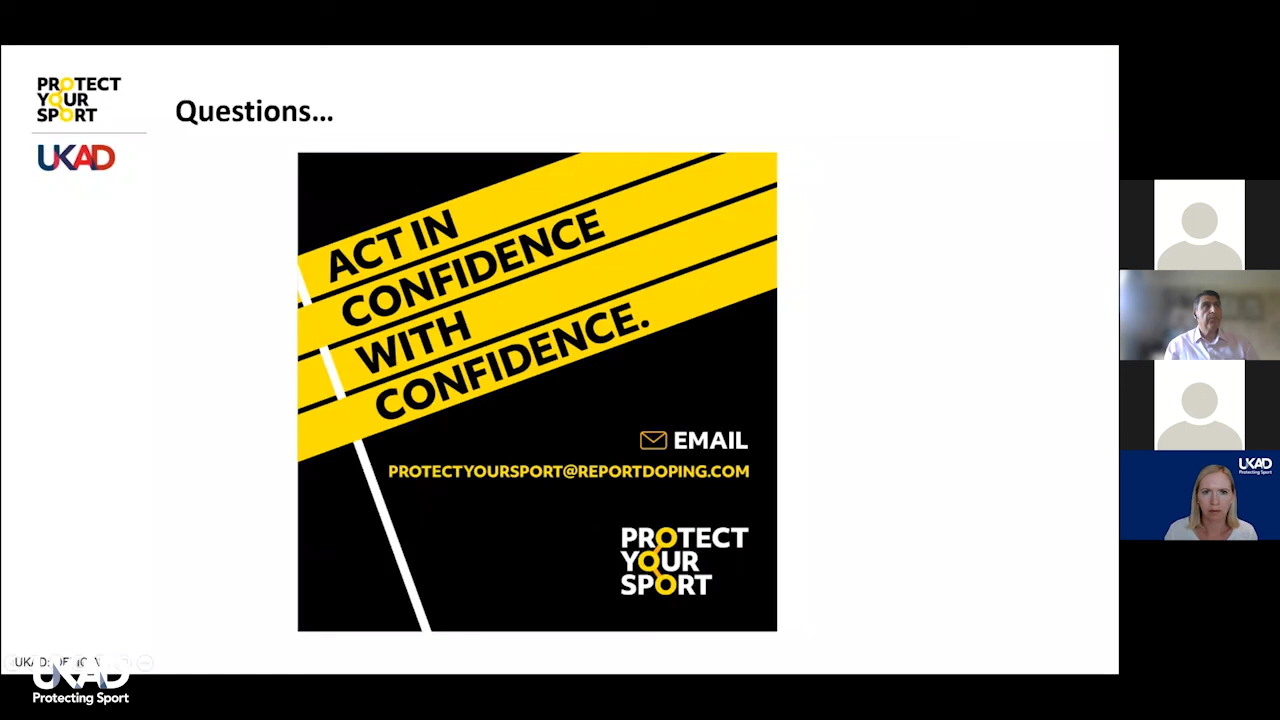 PROTECT
YOUR
SPORT
UKAD
Questions...
ACT IN
CONFIDENCE
WITH
CONFIDENCE.
EMAIL
PROTECTYOURSPORT@REPORTDOPING.COM
PROTECT
YOUR
SPORT
UKAD
Protecting Sport
UKAD:
UKAD
Protecting Sport